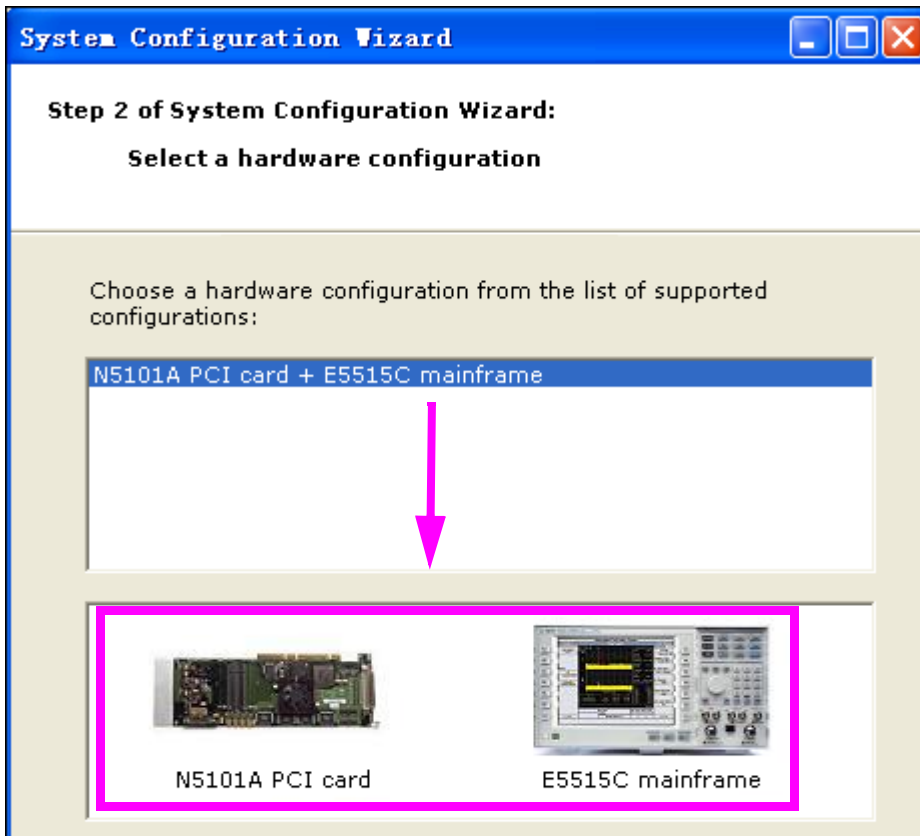 System Configuration Wizard
Step 2 of System Configuration Wizard:
Select a hardware configuration
Choose a hardware configuration from the list of supported
configurations:
N5101A PCI card + E5515C mainframe
N5101A PCI card
E5515C mainframe